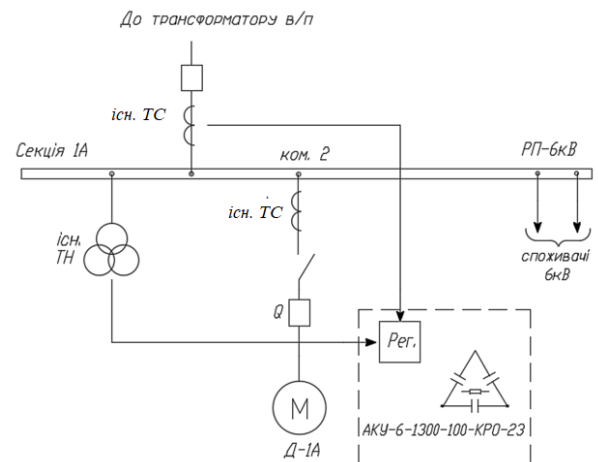 До трансформатору в/п
існ. ТС
Секція 1А
ком. 2
РП-6кВ
існ. ТС
існ.
ТН
споживачі
6кВ
Q
Рег.
М
АКУ-6-1300-100-КРО-23
Д-1А